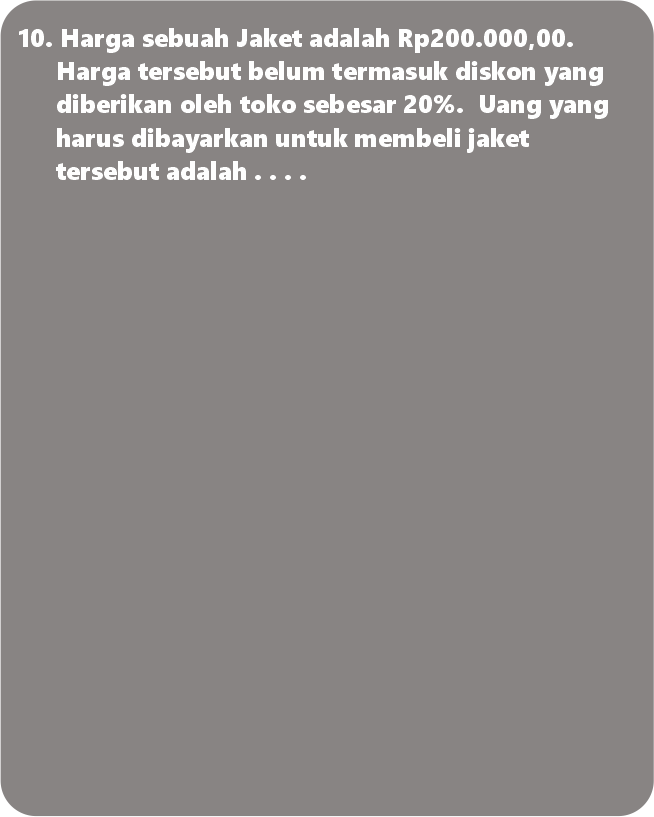 10. Harga sebuah Jaket adalah Rp200.000,00.
Harga tersebut belum termasuk diskon yang
diberikan oleh toko sebesar 20%.  Uang yang
harus dibayarkan untuk membeli jaket
tersebut adalah . . . .